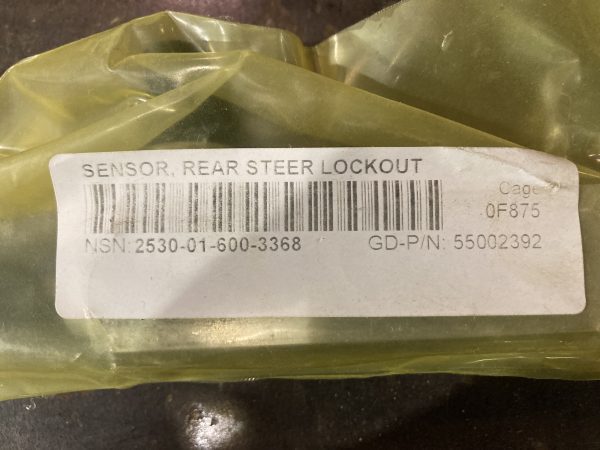 SENSOR, REAR STEER LOCKOUT
Cage
0F875
NSN: 2530-01-600-3368 GD-P/N: 55002392